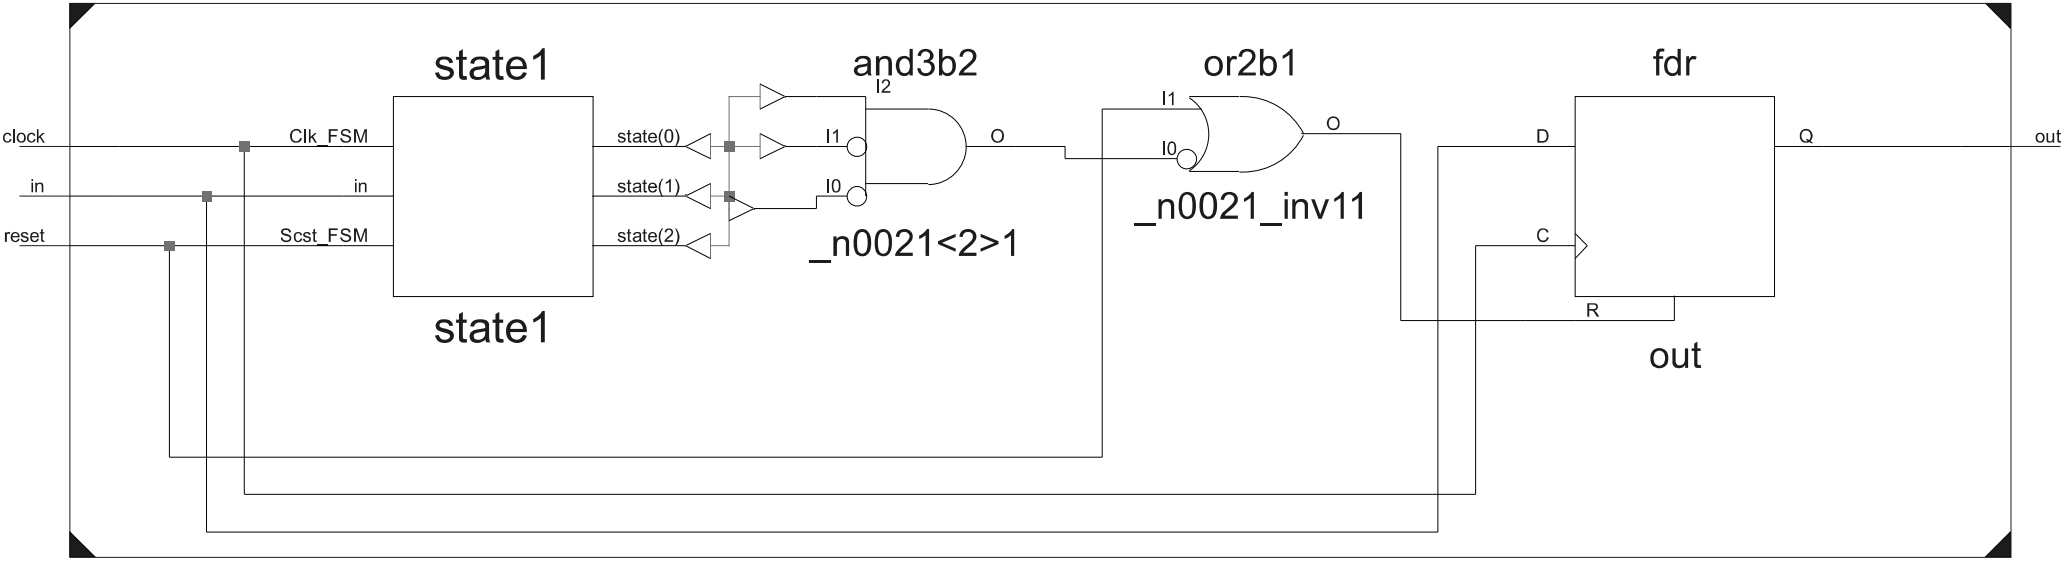 state1
and3b2
or2b1
fdr
I2
I1
clock
Clk_FSM
state(0)
I1
O
O
D
Q
out
I0
in
in
state(1)
I0
_n0021_inv11
reset
Scst_FSM
state(2)
_n0021<2>1
C
R
state1
out